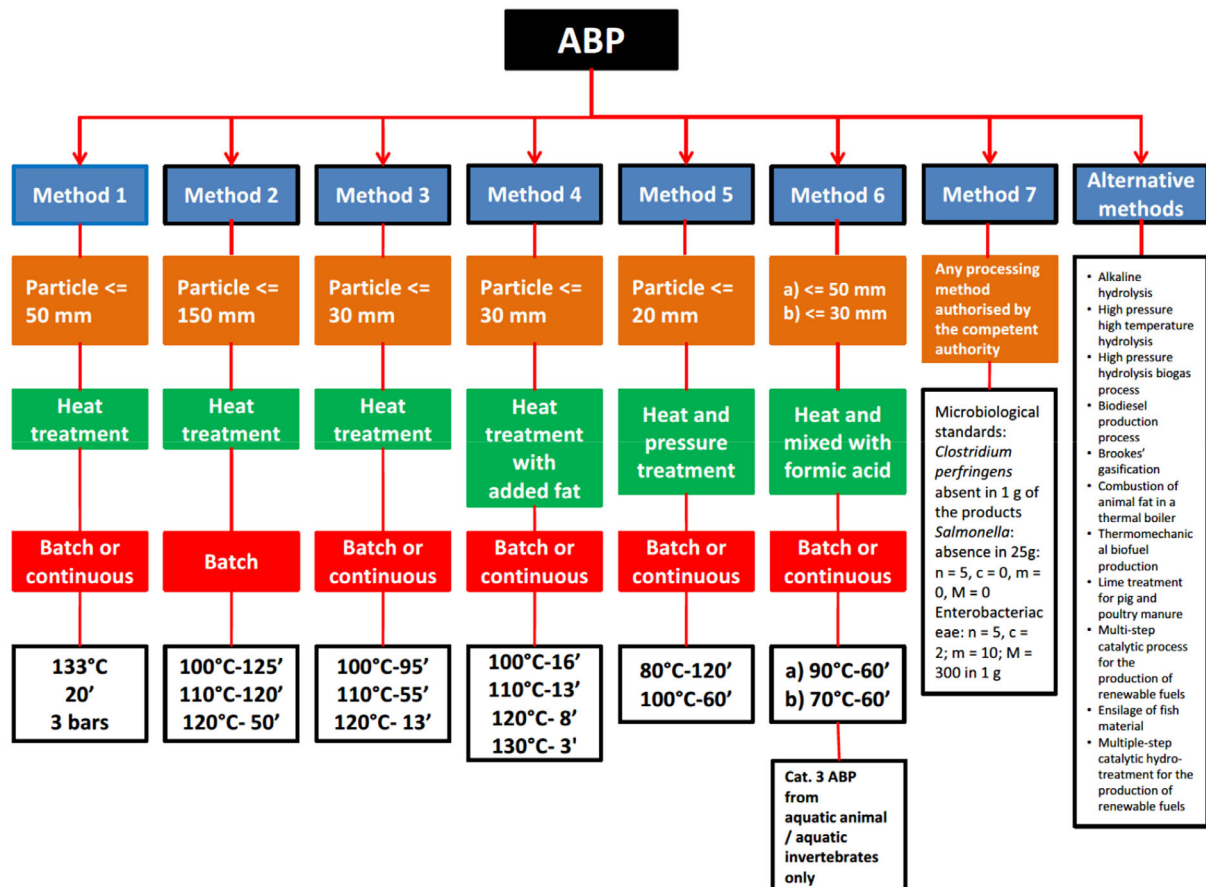 ABP
Method 1
Method 2
Method 3
Method 4
Method 5
Method 6
Method 7
Alternative
methods
Particle <=
50 mm
Particle <=
150 mm
Particle <=
30 mm
Particle <=
30 mm
Particle <=
20 mm
a) <= 50 mm
b) <= 30 mm
Any processing
method
authorised by
the competent
authority
• Alkaline
hydrolysis
• High pressure
high temperature
hydrolysis
• High pressure
hydrolysis biogas
process
• Biodiesel
production
process
• Brookes’
gasification
• Combustion of
animal fat in a
thermal boiler
• Thermomechanic
al biofuel
production
• Lime treatment
for pig and
poultry manure
• Multi-step
catalytic process
for the
production of
renewable fuels
• Ensilage of fish
material
• Multiple-step
catalytic hydro-
treatment for the
production of
renewable fuels
Heat
treatment
Heat
treatment
Heat
treatment
Heat
treatment
with
added fat
Heat and
pressure
treatment
Heat and
mixed with
formic acid
Microbiological
standards:
Clostridium
perfringens
absent in 1 g of
the products
Salmonella:
absence in 25g:
n = 5, c = 0, m =
0, M = 0
Enterobacteriac
eae: n = 5, c =
2; m = 10; M =
300 in 1 g
Batch or
continuous
Batch
Batch or
continuous
Batch or
continuous
Batch or
continuous
Batch or
continuous
133°C
20’
3 bars
100°C-125’
110°C-120’
120°C- 50’
100°C-95’
110°C-55’
120°C- 13’
100°C-16’
110°C-13’
120°C- 8’
130°C- 3'
80°C-120’
100°C-60’
a) 90°C-60’
b) 70°C-60’
Cat. 3 ABP
from
aquatic animal
/ aquatic
invertebrates
only